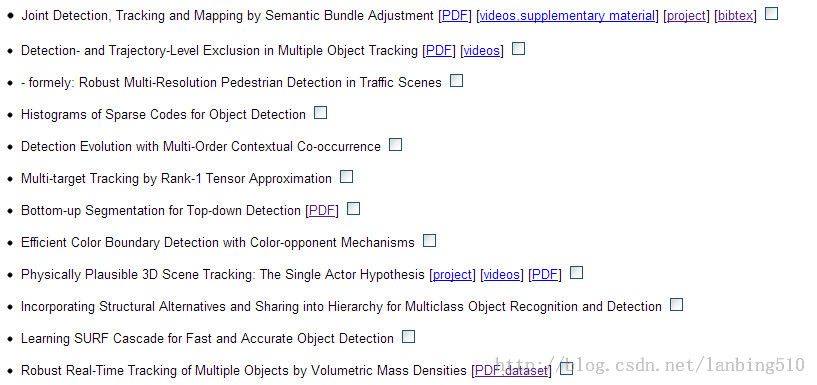 Joint Detection, Tracking and Mapping by Semantic Bundle Adjustment [PDF] [videos,supplementary material] [project] [bibtex]
Detection- and Trajectory-Level Exclusion in Multiple Object Tracking [PDF] [videos]
- formely: Robust Multi-Resolution Pedestrian Detection in Traffic Scenes
Histograms of Sparse Codes for Object Detection
Detection Evolution with Multi-Order Contextual Co-occurrence
Multi-target Tracking by Rank-1 Tensor Approximation
Bottom-up Segmentation for Top-down Detection [PDF]
Efficient Color Boundary Detection with Color-opponent Mechanisms
Physically Plausible 3D Scene Tracking: The Single Actor Hypothesis [project] [videos] [PDF]
Incorporating Structural Alternatives and Sharing into Hierarchy for Multiclass Object Recognition and Detection
Learning SURF Cascade for Fast and Accurate Object Detection
Robust Real-Time Tracking of Multiple Objects by Volumetric Mass Densities [PDF,dataset]
http://blog.csdn.net/lanbing510